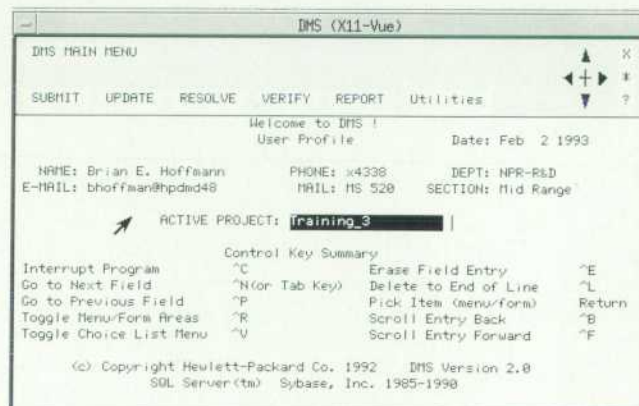 DMS (X11-Vue)
DMS MAIN MENU
X
*
SUBMIT UPDATE RESOLVE VERIFY REPORT Utilities ?
Welcome to DMS !
User Profile Date: Feb 2 1993
NAME: Brian E. Hoffmann PHONE: x4338 DEPT: NPR-R&D
E-MAIL: bhoffman@hpdmd48 MAIL: MS 520 SECTION: Mid Range
ACTIVE PROJECT: Training_3
Control Key Summary
Interrupt Program ^C Erase Field Entry ^E
Go to Next Field ^N(or Tab Key) Delete to End of Line ^L
Go to Previous Field ^P Pick Item (menu/form) Return
Toggle Menu/Form Areas ^R Scroll Entry Back ^B
Toggle Choice List Menu ^V Scroll Entry Forward ^F
(c) Copyright Hewlett-Packard Co. 1992 DMS Version 2.0
SQL Server(tm) Sybase, Inc. 1985-1990